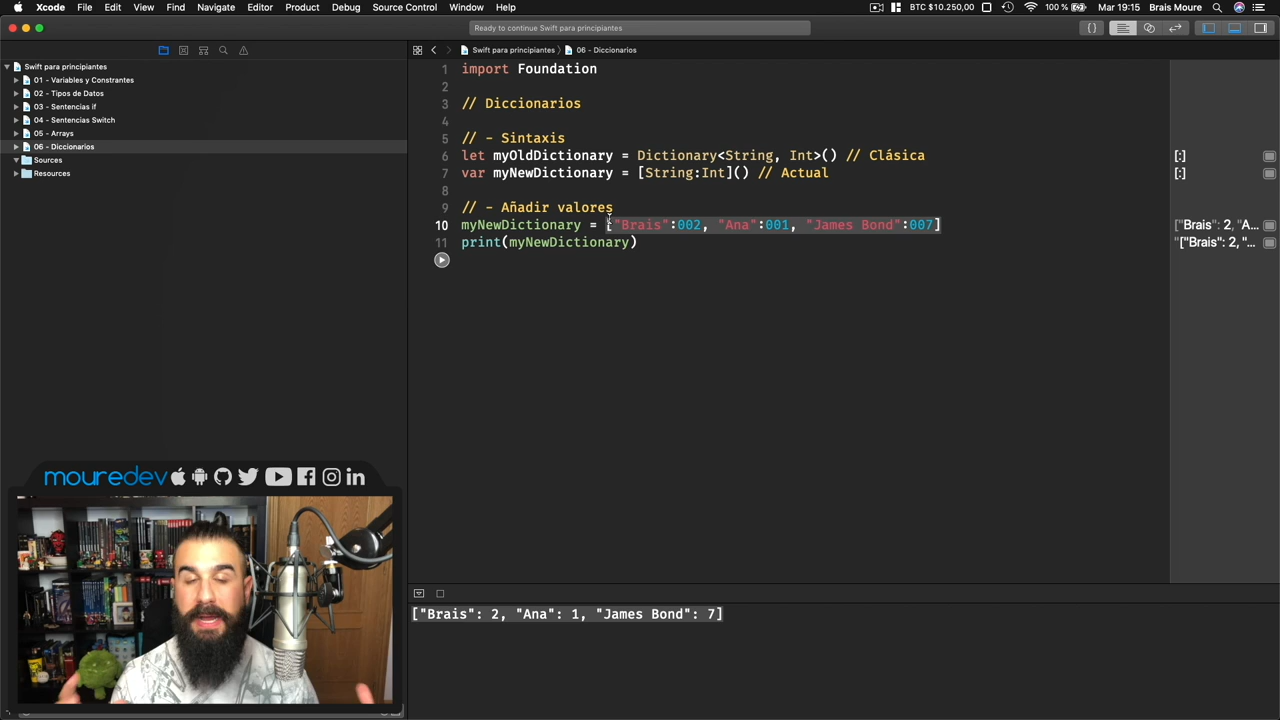 Xcode File Edit View Find Navigate Editor Product Debug Source Control Window Help BTC $10.250,00 100 % Mar 19:15 Brais Moure
Ready to continue Swift para principiantes
Swift para principiantes 06 - Diccionarios
Swift para principiantes
01 - Variables y Constrantes
02 - Tipos de Datos
03 - Sentencias if
04 - Sentencias Switch
05 - Arrays
06 - Diccionarios
Sources
Resources
1 import Foundation
2
3 // Diccionarios
4
5 // - Sintaxis
6 let myOldDictionary = Dictionary<String, Int>() // Clásica [:]
7 var myNewDictionary = [String:Int]() // Actual [:]
8
9 // - Añadir valores
10 myNewDictionary = ["Brais":002, "Ana":001, "James Bond":007] ["Brais": 2, "A...
11 print(myNewDictionary) "["Brais": 2, "...
mouredev
["Brais": 2, "Ana": 1, "James Bond": 7]